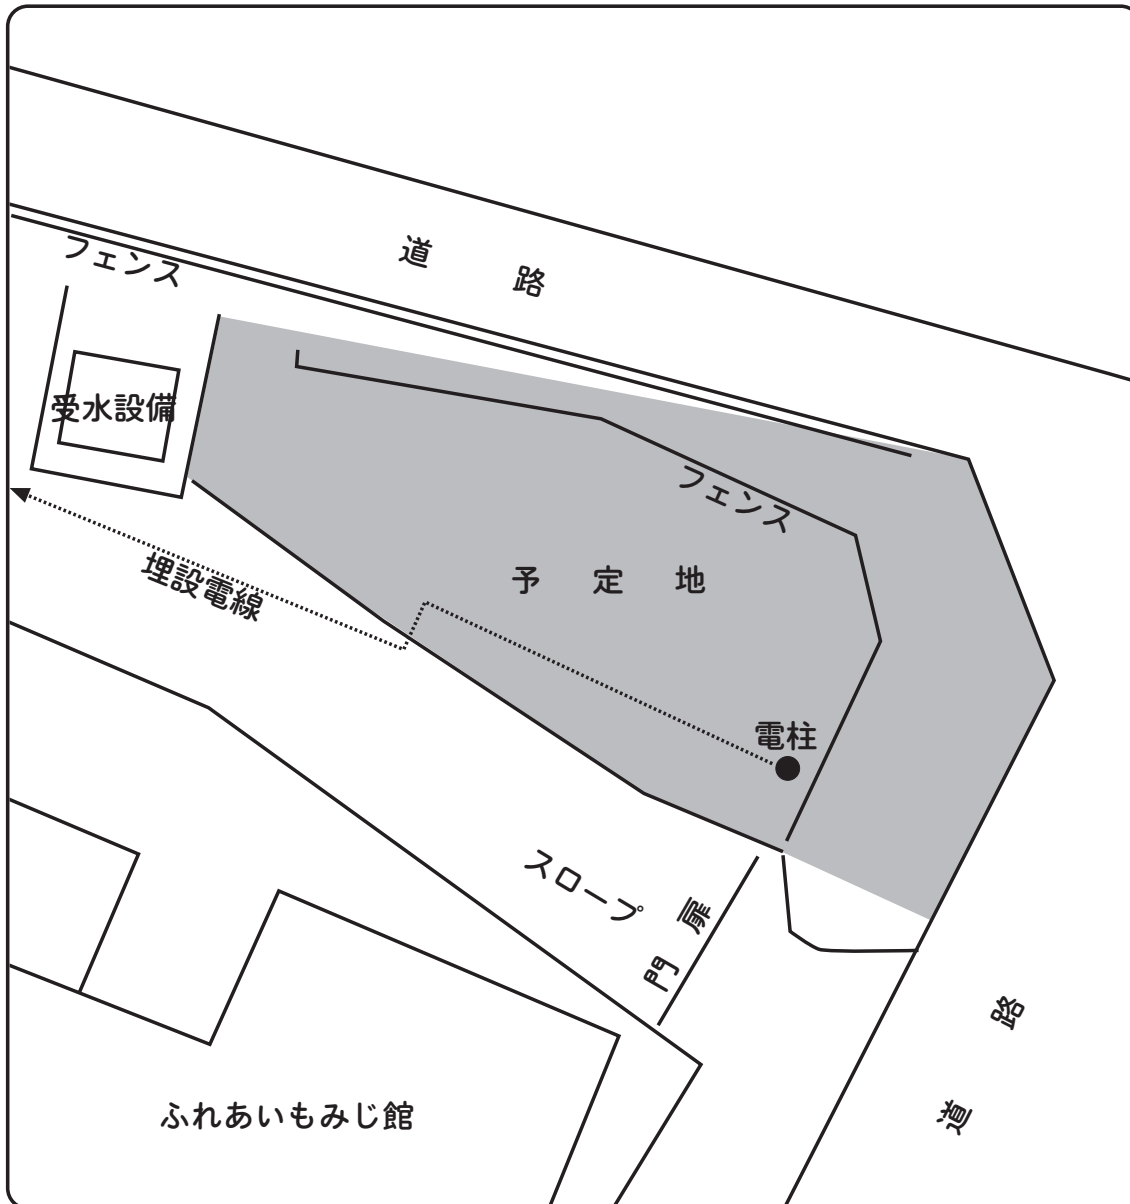 道路
フェンス
受水設備
フェンス
予定地
埋設電線
電柱
スロープ
門扉
道路
ふれあいもみじ館